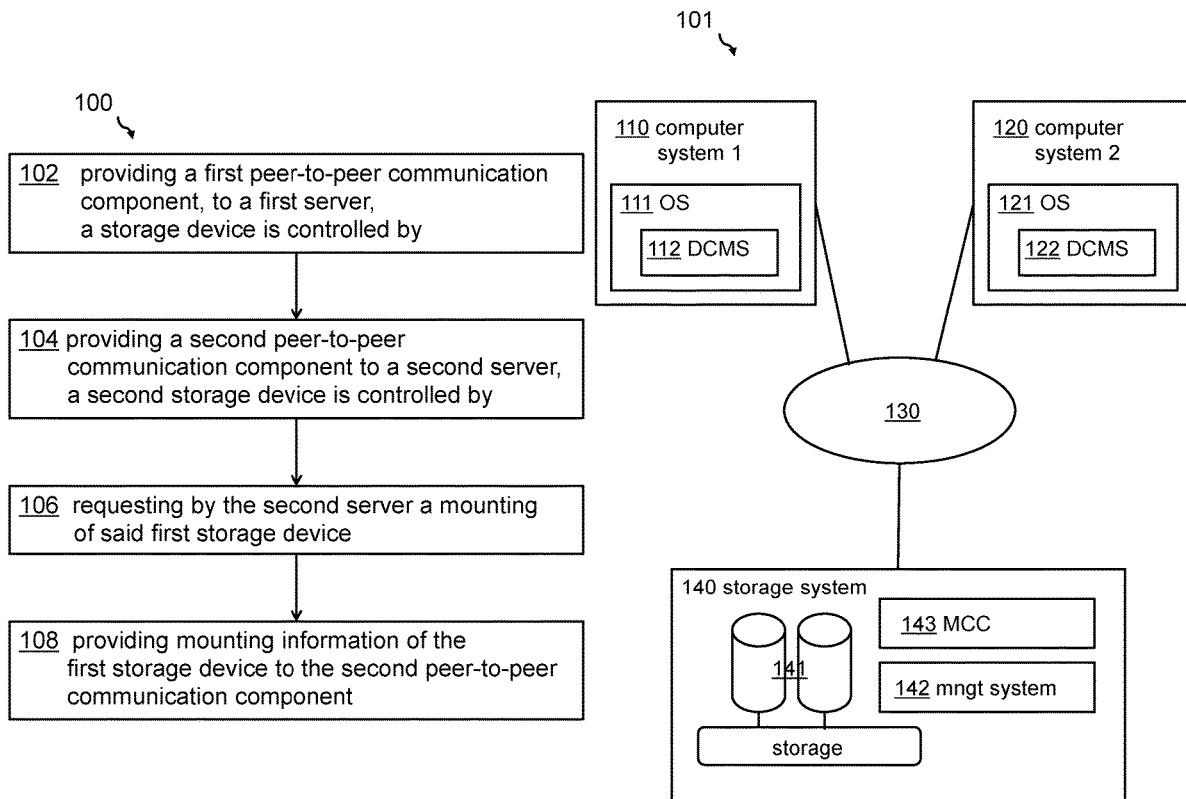 100
102 providing a first peer-to-peer communication
component, to a first server,
a storage device is controlled by
104 providing a second peer-to-peer
communication component to a second server,
a second storage device is controlled by
106 requesting by the second server a mounting
of said first storage device
108 providing mounting information of the
first storage device to the second peer-to-peer
communication component
101
110 computer
system 1
111 OS
112 DCMS
120 computer
system 2
121 OS
122 DCMS
130
140 storage system
141
143 MCC
142 mngt system
storage